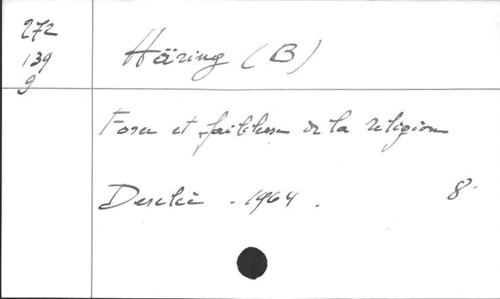 272
139
9
Häring (B)
Force et faiblesse de la religion
Desclée . 1964 . 8°